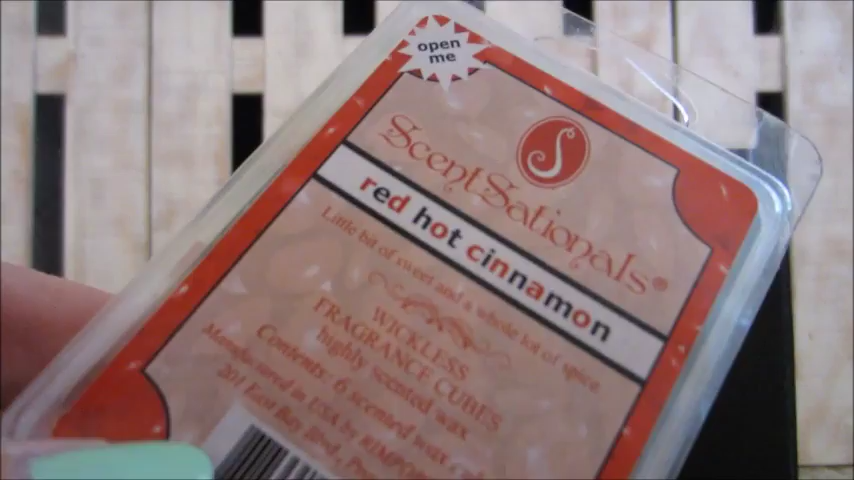 open
me
S
ScentSationals®
red hot cinnamon
Little bit of sweet and a whole lot of spice
WICKLESS
FRAGRANCE CUBES
highly scented wax
Contents: 6 scented wax
Manufactured in USA by RIMPORTS
201 East Bay Blvd,